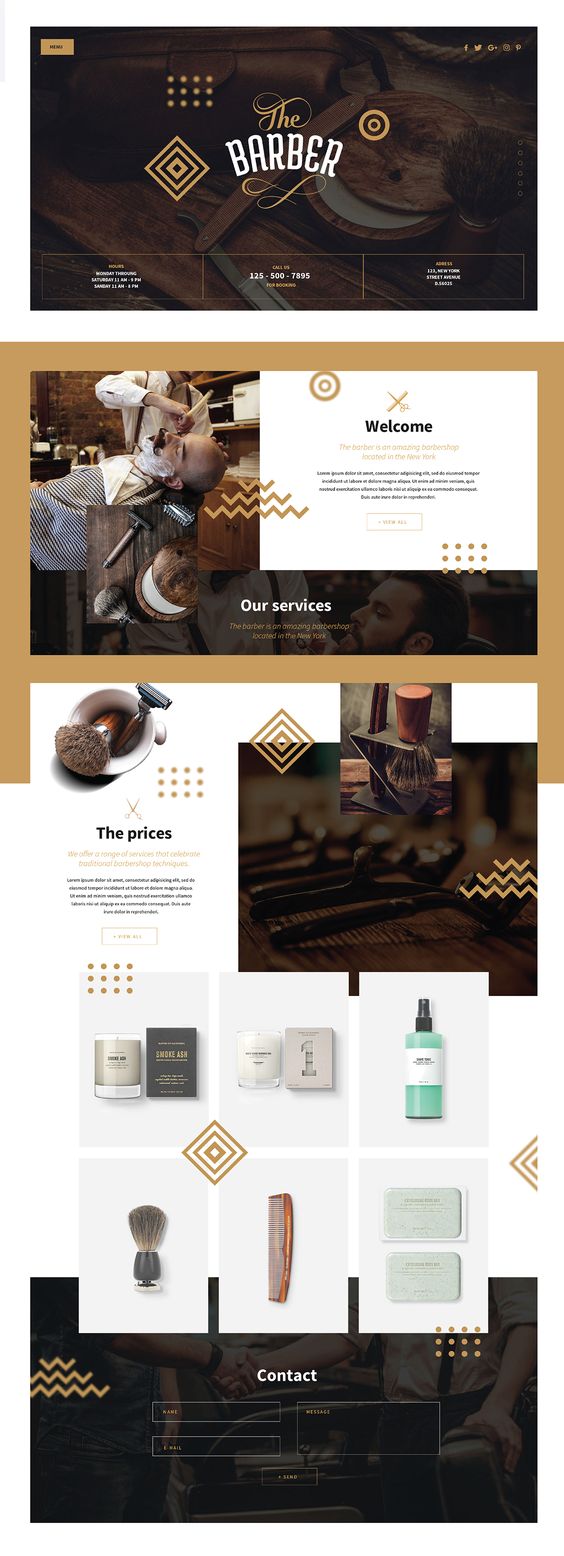 MENU
The
BARBER
HOURS
MONDAY THROUNG
SATURDAY 11 AM - 9 PM
SANDAY 11 AM - 8 PM
CALL US
125 - 500 - 7895
FOR BOOKING
ADRESS
123, NEW YORK
STREET AVENUE
D.56025
Welcome
The barber is an amazing barbershop
located in the New York
Lorem ipsum dolor sit amet, consectetur adipisicing elit, sed do eiusmod tempor
incididunt ut labore et dolore magna aliqua. Ut enim ad minim veniam, quis
nostrud exercitation ullamco laboris nisi ut aliquip ex ea commodo consequat.
Duis aute irure dolor in reprehenderi.
+ VIEW ALL
Our services
The barber is an amazing barbershop
located in the New York
The prices
We offer a range of services that celebrate
traditional barbershop techniques.
Lorem ipsum dolor sit amet, consectetur adipisicing elit, sed do
eiusmod tempor incididunt ut labore et dolore magna aliqua.
Ut enim ad minim veniam, quis nostrud exercitation ullamco
laboris nisi ut aliquip ex ea commodo consequat. Duis aute
irure dolor in reprehenderi.
+ VIEW ALL
SMOKE ASH
SMOKE ASH
1
Contact
NAME
MESSAGE
E-MAIL
+ SEND